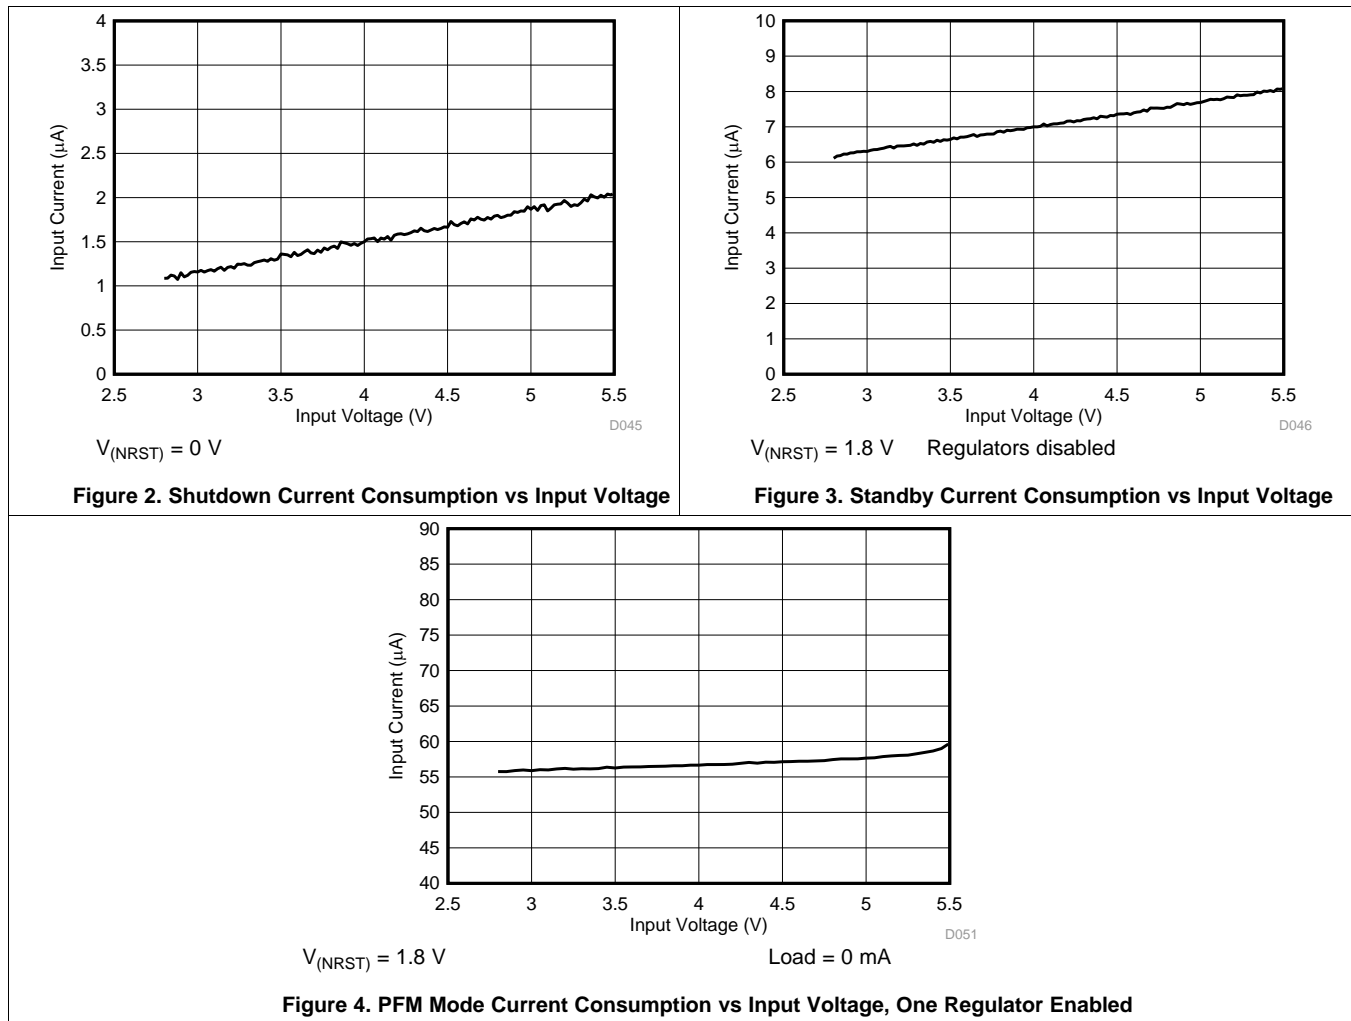 4
3.5
3
2.5
2
1.5
1
0.5
0
Input Current (µA)
2.5 3 3.5 4 4.5 5 5.5
Input Voltage (V)
D045
V(NRST) = 0 V
Figure 2. Shutdown Current Consumption vs Input Voltage
10
9
8
7
6
5
4
3
2
1
0
Input Current (µA)
2.5 3 3.5 4 4.5 5 5.5
Input Voltage (V)
D046
V(NRST) = 1.8 V Regulators disabled
Figure 3. Standby Current Consumption vs Input Voltage
90
85
80
75
70
65
60
55
50
45
40
Input Current (µA)
2.5 3 3.5 4 4.5 5 5.5
Input Voltage (V)
D051
V(NRST) = 1.8 V Load = 0 mA
Figure 4. PFM Mode Current Consumption vs Input Voltage, One Regulator Enabled